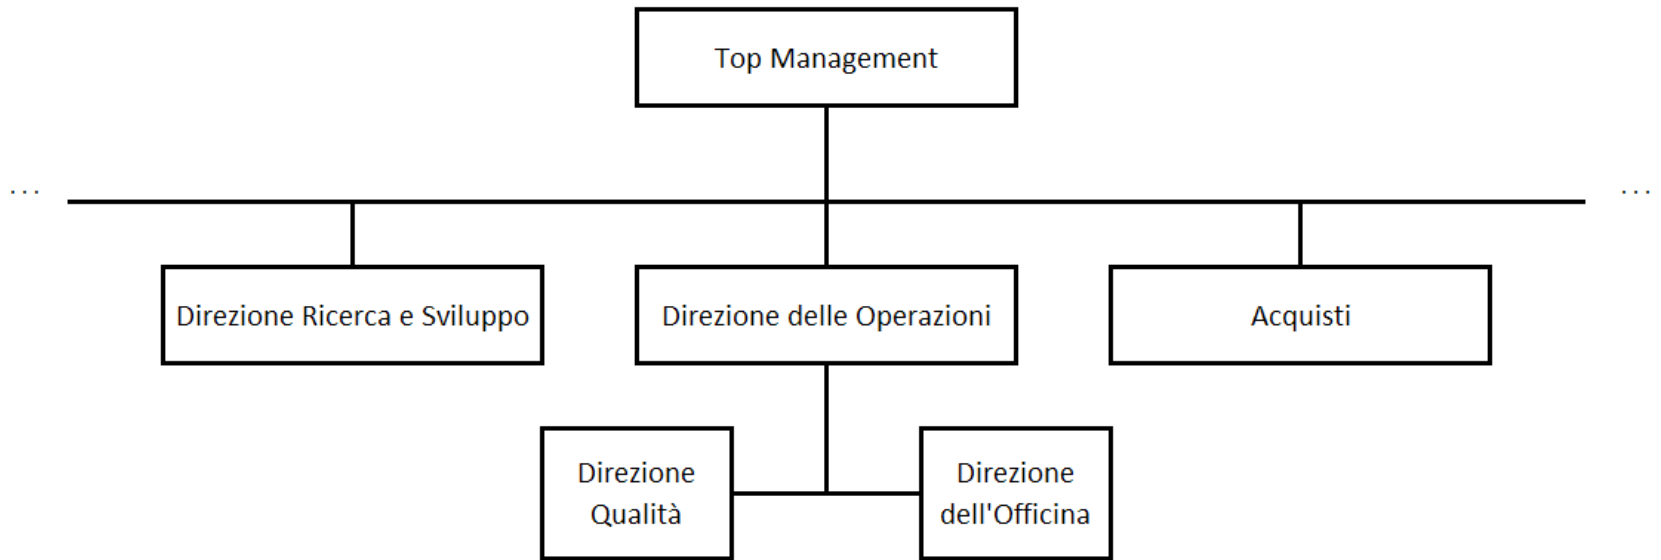 Top Management
... ...
Direzione Ricerca e Sviluppo
Direzione delle Operazioni
Acquisti
Direzione
Qualità
Direzione
dell'Officina